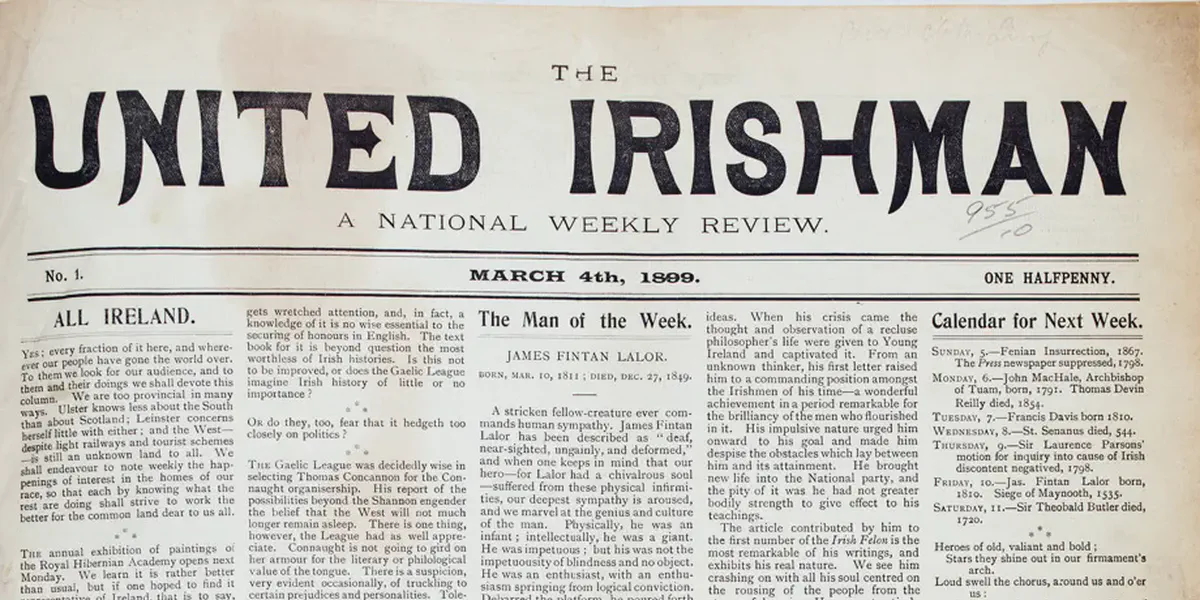 THE
UNITED IRISHMAN
A NATIONAL WEEKLY REVIEW.
955
10
No. 1.
MARCH 4th, 1899.
ONE HALFPENNY.
ALL IRELAND.
YES; every fraction of it here, and where-
ever our people have gone the world over.
To them we look for our audience, and to
them and their doings we shall devote this
column. We are too provincial in many
ways. Ulster knows less about the South
than about Scotland; Leinster concerns
herself little with either; and the West—
despite light railways and tourist schemes
—is still an unknown land to all. We
shall endeavour to note weekly the hap-
penings of interest in the homes of our
race, so that each by knowing what the
rest are doing shall strive to work the
better for the common land dear to us all.
* * *
THE annual exhibition of paintings of
the Royal Hibernian Academy opens next
Monday. We learn it is rather better
than usual, but if one hoped to find it
representative of Ireland, that is to say,
gets wretched attention, and, in fact, a
knowledge of it is no wise essential to the
securing of honours in English. The text
book for it is beyond question the most
worthless of Irish histories. Is this not
to be improved, or does the Gaelic League
imagine Irish history of little or no
importance?
* * *
OR do they, too, fear that it hedgeth too
closely on politics?
* * *
THE Gaelic League was decidedly wise in
selecting Thomas Concannon for the Con-
naught organisership. His report of the
possibilities beyond the Shannon engender
the belief that the West will not much
longer remain asleep. There is one thing,
however, the League had as well appre-
ciate. Connaught is not going to gird on
her armour for the literary or philological
value of the tongue. There is a suspicion,
very evident occasionally, of truckling to
certain prejudices and personalities. Tole-
The Man of the Week.
JAMES FINTAN LALOR.
BORN, MAR. 10, 1811; DIED, DEC. 27, 1849.
A stricken fellow-creature ever com-
mands human sympathy. James Fintan
Lalor has been described as "deaf,
near-sighted, ungainly, and deformed,"
and when one keeps in mind that our
hero—for Lalor had a chivalrous soul
—suffered from these physical infirmi-
ties, our deepest sympathy is aroused,
and we marvel at the genius and culture
of the man. Physically, he was an
infant; intellectually, he was a giant.
He was impetuous; but his was not the
impetuousity of blindness and no object.
He was an enthusiast, with an enthu-
siasm springing from logical conviction.
Debarred the platform, he poured forth
ideas. When his crisis came the
thought and observation of a recluse
philosopher's life were given to Young
Ireland and captivated it. From an
unknown thinker, his first letter raised
him to a commanding position amongst
the Irishmen of his time—a wonderful
achievement in a period remarkable for
the brilliancy of the men who flourished
in it. His impulsive nature urged him
onward to his goal and made him
despise the obstacles which lay between
him and its attainment. He brought
new life into the National party, and
the pity of it was he had not greater
bodily strength to give effect to his
teachings.
The article contributed by him to
the first number of the Irish Felon is the
most remarkable of his writings, and
exhibits his real nature. We see him
crashing on with all his soul centred on
the rousing of the people from the
Calendar for Next Week.
SUNDAY, 5.—Fenian Insurrection, 1867.
The Press newspaper suppressed, 1798.
MONDAY, 6.—John MacHale, Archbishop
of Tuam, born, 1791. Thomas Devin
Reilly died, 1854.
TUESDAY, 7.—Francis Davis born 1810.
WEDNESDAY, 8.—St. Senanus died, 544.
THURSDAY, 9.—Sir Laurence Parsons'
motion for inquiry into cause of Irish
discontent negatived, 1798.
FRIDAY, 10.—Jas. Fintan Lalor born,
1810. Siege of Maynooth, 1535.
SATURDAY, 11.—Sir Theobald Butler died,
1720.
* * *
Heroes of old, valiant and bold;
Stars they shine out in our firmament's
arch.
Loud swell the chorus, around us and o'er
us: